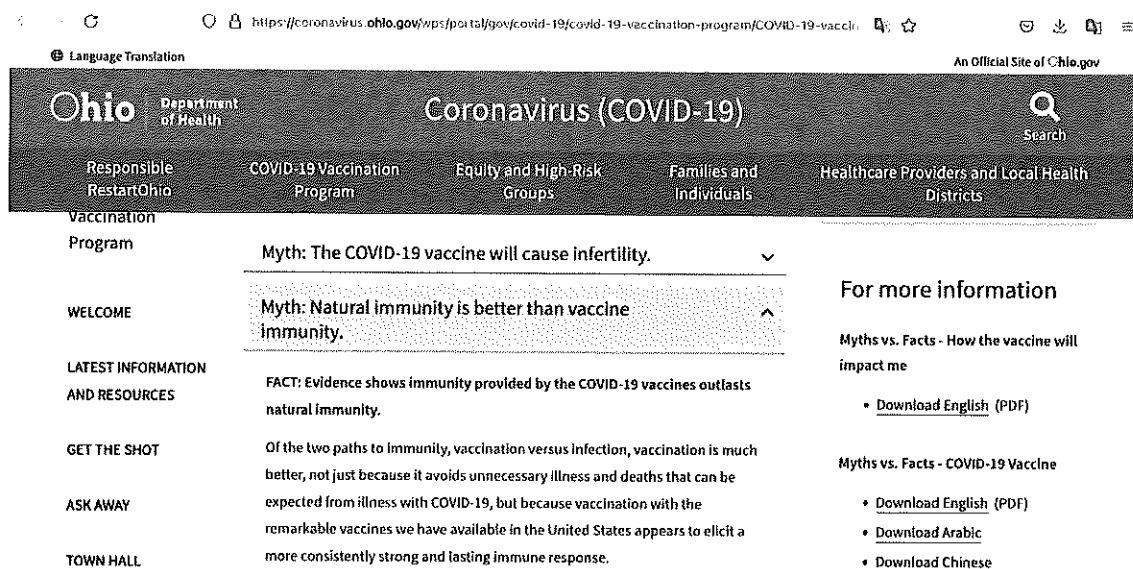 https://coronavirus.ohio.gov/wps/portal/gov/covid-19/covid-19-vaccination-program/COVID-19-vaccin
Language Translation
An Official Site of Ohio.gov
Ohio Department of Health
Coronavirus (COVID-19)
Search
Responsible RestartOhio
COVID-19 Vaccination Program
Equity and High-Risk Groups
Families and Individuals
Healthcare Providers and Local Health Districts
Vaccination
Program
WELCOME
LATEST INFORMATION
AND RESOURCES
GET THE SHOT
ASK AWAY
TOWN HALL
Myth: The COVID-19 vaccine will cause infertility.
Myth: Natural immunity is better than vaccine
immunity.
FACT: Evidence shows immunity provided by the COVID-19 vaccines outlasts
natural immunity.
Of the two paths to immunity, vaccination versus infection, vaccination is much
better, not just because it avoids unnecessary illness and deaths that can be
expected from illness with COVID-19, but because vaccination with the
remarkable vaccines we have available in the United States appears to elicit a
more consistently strong and lasting immune response.
For more information
Myths vs. Facts - How the vaccine will
impact me
• Download English (PDF)
Myths vs. Facts - COVID-19 Vaccine
• Download English (PDF)
• Download Arabic
• Download Chinese